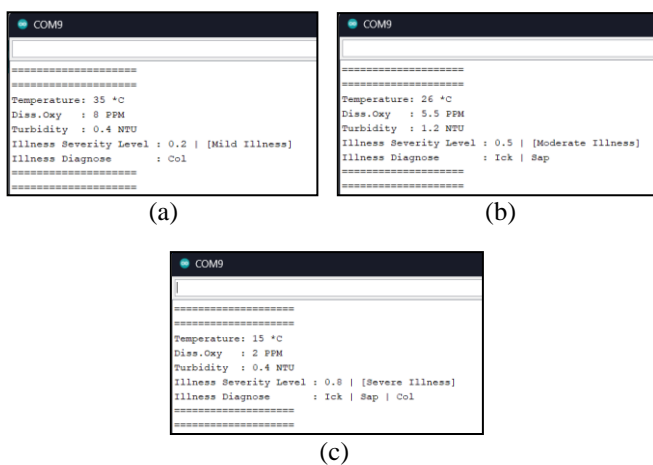 COM9
====================
====================
Temperature: 35 *C
Diss.Oxy : 8 PPM
Turbidity : 0.4 NTU
Illness Severity Level : 0.2 | [Mild Illness]
Illness Diagnose : Col
====================
====================
(a)
COM9
====================
====================
Temperature: 26 *C
Diss.Oxy : 5.5 PPM
Turbidity : 1.2 NTU
Illness Severity Level : 0.5 | [Moderate Illness]
Illness Diagnose : Ick | Sap
====================
====================
(b)
COM9
====================
====================
Temperature: 15 *C
Diss.Oxy : 2 PPM
Turbidity : 0.4 NTU
Illness Severity Level : 0.8 | [Severe Illness]
Illness Diagnose : Ick | Sap | Col
====================
====================
(c)